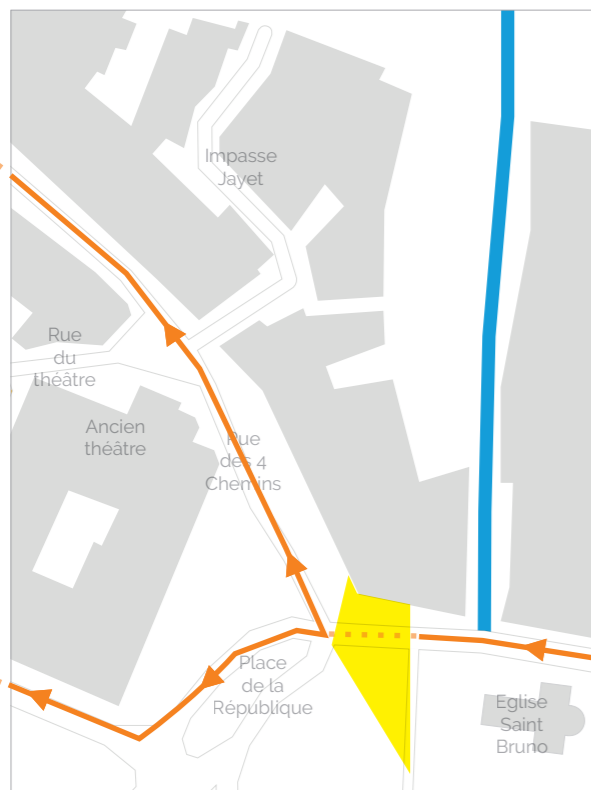 Impasse
Jayet
Rue
du
théâtre
Ancien
théâtre
Rue
des 4
Chemins
Place
de la
République
Eglise
Saint
Bruno